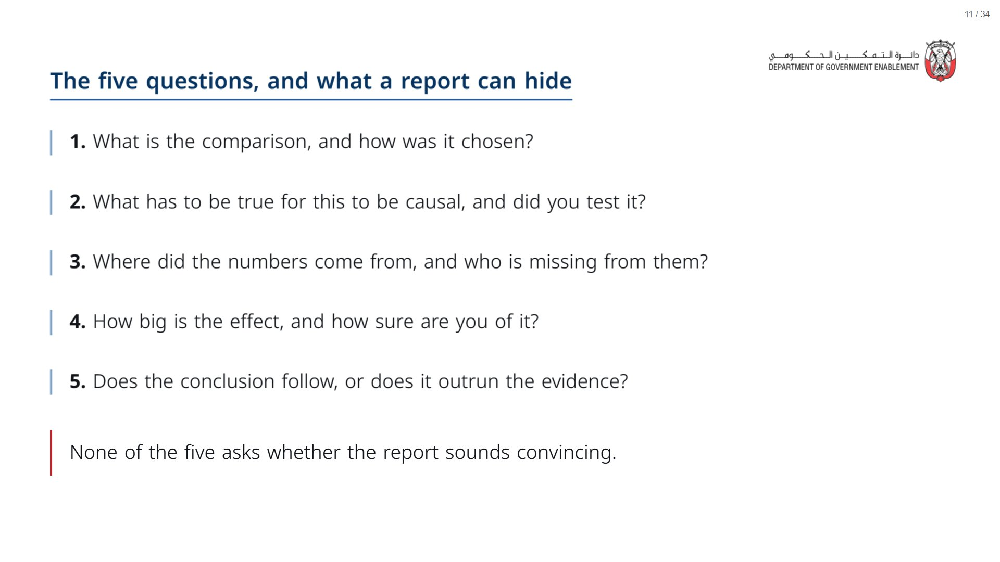 11 / 34
دائرة التمكين الحكومي
DEPARTMENT OF GOVERNMENT ENABLEMENT
The five questions, and what a report can hide
1. What is the comparison, and how was it chosen?
2. What has to be true for this to be causal, and did you test it?
3. Where did the numbers come from, and who is missing from them?
4. How big is the effect, and how sure are you of it?
5. Does the conclusion follow, or does it outrun the evidence?
None of the five asks whether the report sounds convincing.